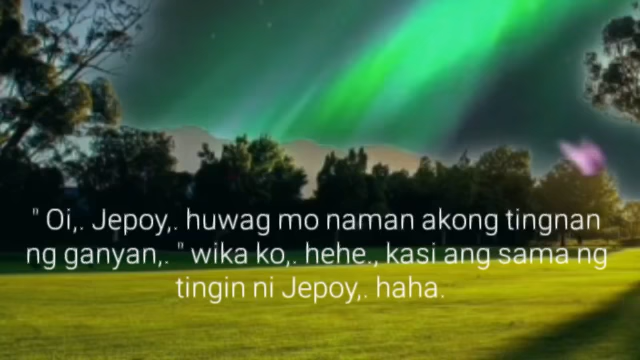 " Oi,. Jepoy,. huwag mo naman akong tingnan
ng ganyan,. " wika ko,. hehe., kasi ang sama ng
tingin ni Jepoy,. haha.